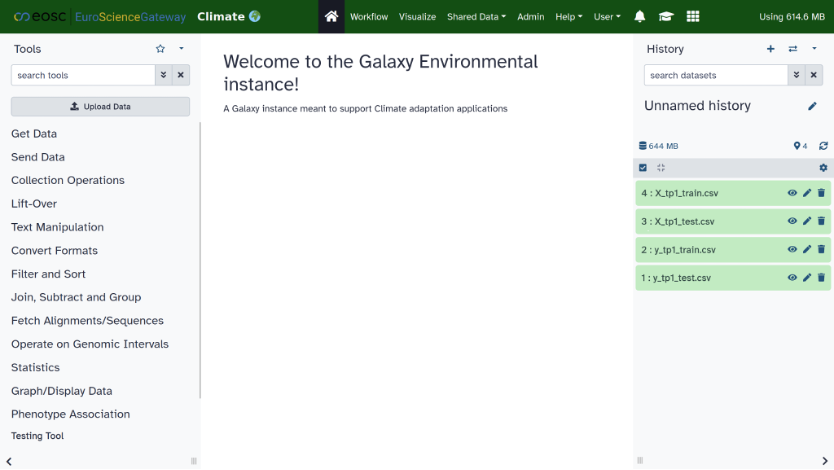 eosc EuroScienceGateway Climate Workflow Visualize Shared Data Admin Help User Using 614.6 MB
Tools
search tools
Upload Data
Get Data
Send Data
Collection Operations
Lift-Over
Text Manipulation
Convert Formats
Filter and Sort
Join, Subtract and Group
Fetch Alignments/Sequences
Operate on Genomic Intervals
Statistics
Graph/Display Data
Phenotype Association
Testing Tool
Welcome to the Galaxy Environmental
instance!
A Galaxy instance meant to support Climate adaptation applications
History
search datasets
Unnamed history
644 MB 4
4 : X_tp1_train.csv
3 : X_tp1_test.csv
2 : y_tp1_train.csv
1 : y_tp1_test.csv